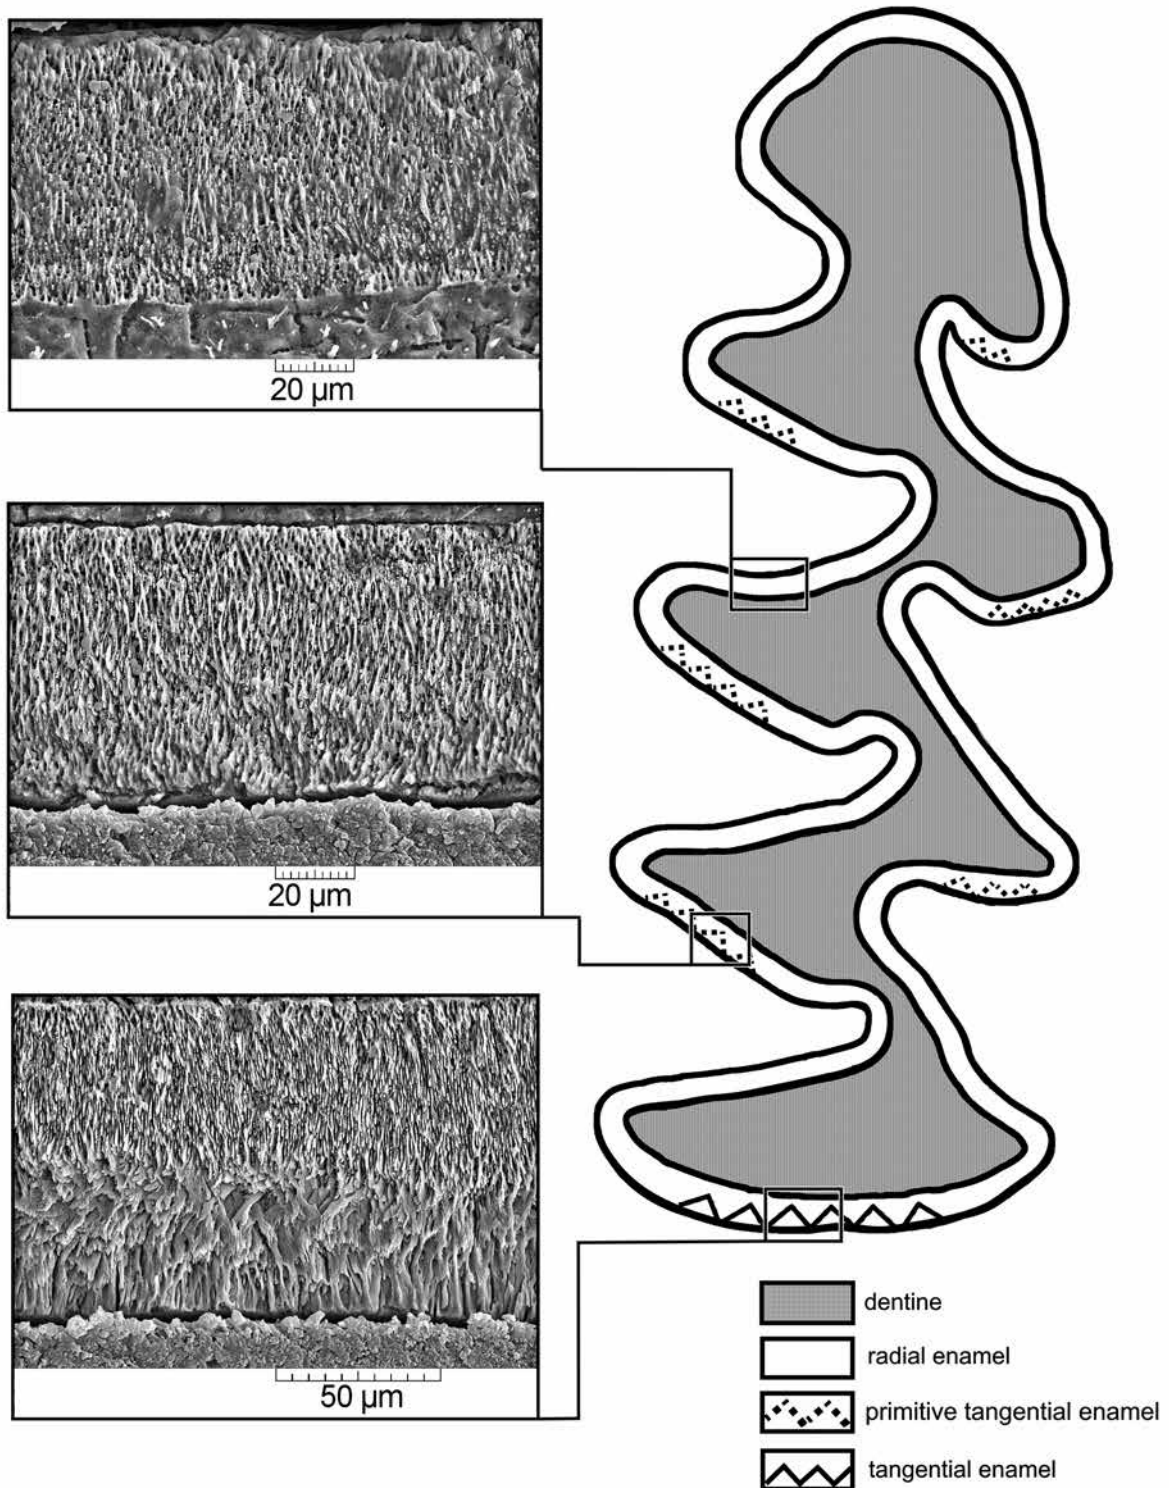 20 µm
20 µm
50 µm
dentine
radial enamel
primitive tangential enamel
tangential enamel